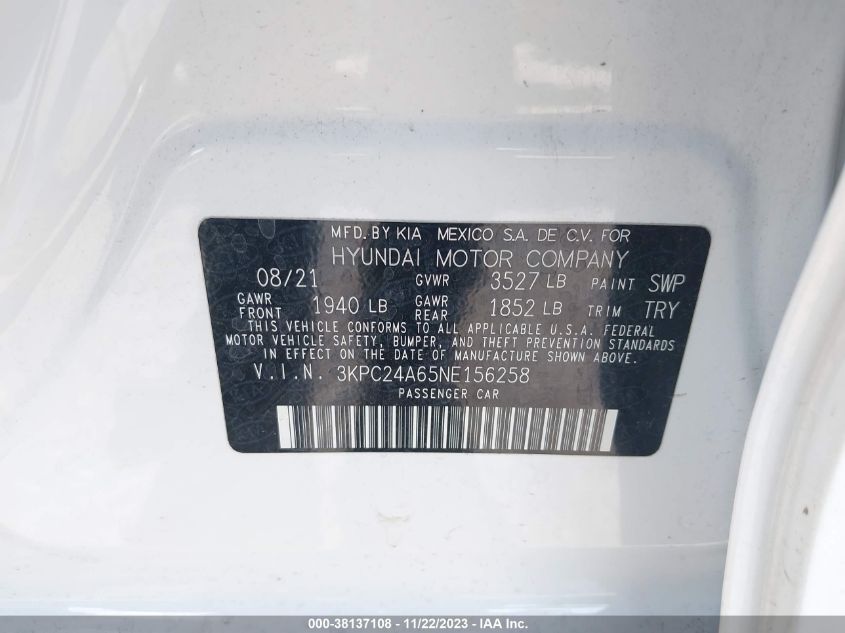 MFD. BY KIA MEXICO S.A. DE C.V. FOR
HYUNDAI MOTOR COMPANY
08/21 GVWR 3527 LB PAINT SWP
GAWR FRONT 1940 LB GAWR REAR 1852 LB TRIM TRY
THIS VEHICLE CONFORMS TO ALL APPLICABLE U.S.A. FEDERAL
MOTOR VEHICLE SAFETY, BUMPER, AND THEFT PREVENTION STANDARDS
IN EFFECT ON THE DATE OF MANUFACTURE SHOWN ABOVE.
V.I.N. 3KPC24A65NE156258
PASSENGER CAR
000-38137108 - 11/22/2023 - IAA Inc.